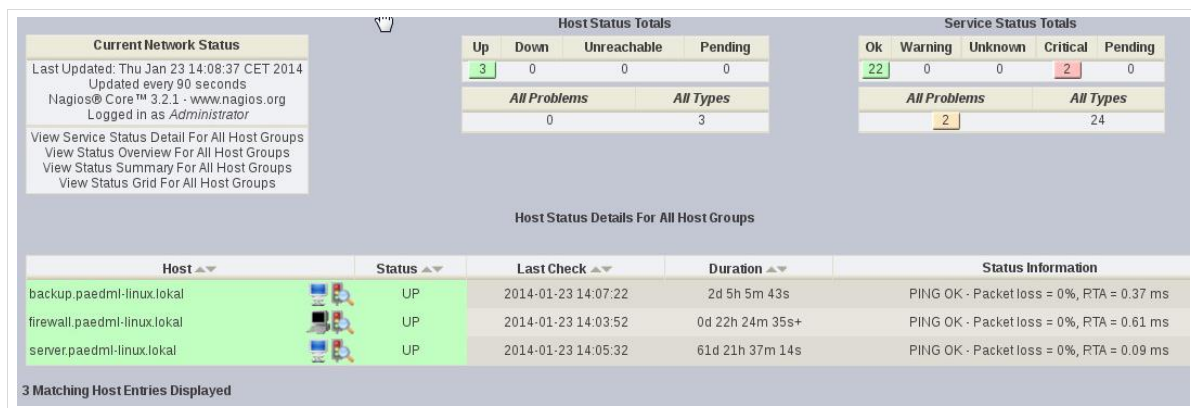 Current Network Status
Last Updated: Thu Jan 23 14:08:37 CET 2014
Updated every 90 seconds
Nagios® Core™ 3.2.1 - www.nagios.org
Logged in as Administrator
View Service Status Detail For All Host Groups
View Status Overview For All Host Groups
View Status Summary For All Host Groups
View Status Grid For All Host Groups
Host Status Totals
Up Down Unreachable Pending
3 0 0 0
All Problems All Types
0 3
Service Status Totals
Ok Warning Unknown Critical Pending
22 0 0 2 0
All Problems All Types
2 24
Host Status Details For All Host Groups
Host Status Last Check Duration Status Information
backup.paedml-linux.lokal UP 2014-01-23 14:07:22 2d 5h 5m 43s PING OK - Packet loss = 0%, RTA = 0.37 ms
firewall.paedml-linux.lokal UP 2014-01-23 14:03:52 0d 22h 24m 35s+ PING OK - Packet loss = 0%, RTA = 0.61 ms
server.paedml-linux.lokal UP 2014-01-23 14:05:32 61d 21h 37m 14s PING OK - Packet loss = 0%, RTA = 0.09 ms
3 Matching Host Entries Displayed